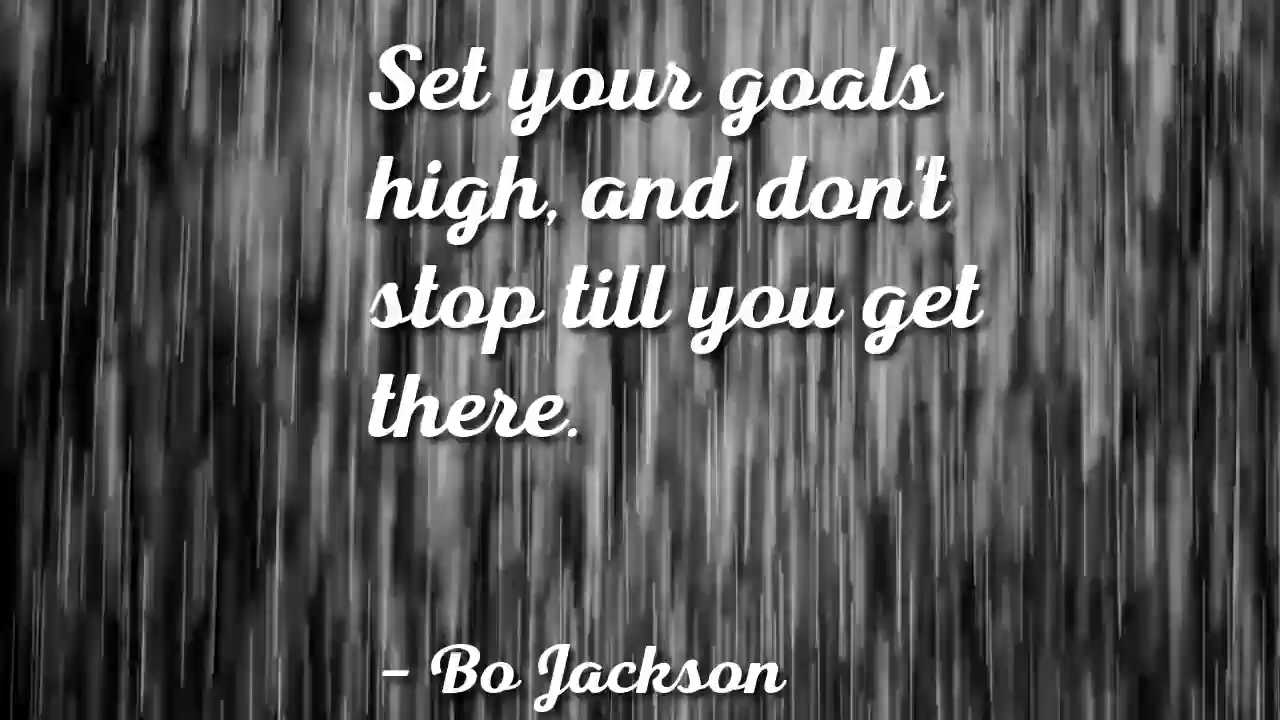 Set your goals
high, and don't
stop till you get
there.
- Bo Jackson